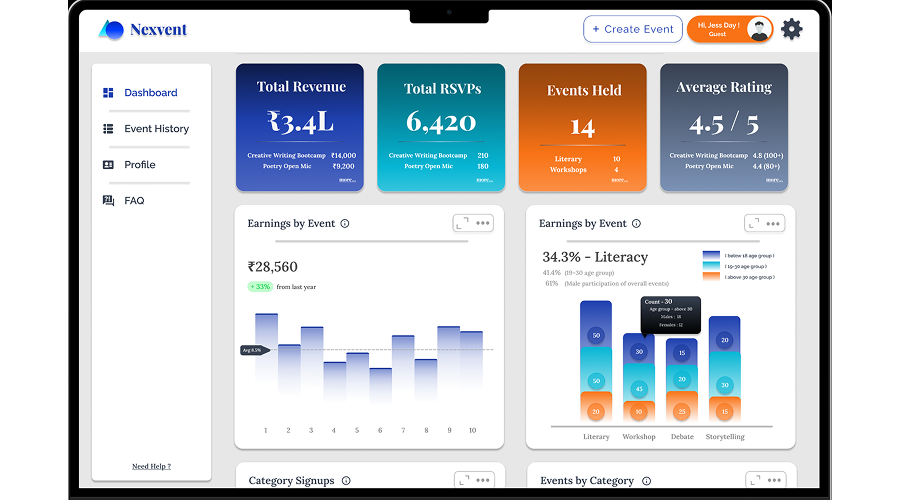 Nexvent
+ Create Event
Hi, Jess Day !
Guest
Dashboard
Event History
Profile
FAQ
Need Help ?
Total Revenue
₹3.4L
Creative Writing Bootcamp ₹14,000
Poetry Open Mic ₹9,200
more...
Total RSVPs
6,420
Creative Writing Bootcamp 210
Poetry Open Mic 180
more...
Events Held
14
Literary 10
Workshops 4
more...
Average Rating
4.5 / 5
Creative Writing Bootcamp 4.8 (100+)
Poetry Open Mic 4.4 (80+)
more...
Earnings by Event
₹28,560
+ 33% from last year
Avg 8.5%
1 2 3 4 5 6 7 8 9 10
Earnings by Event
34.3% - Literacy
41.4% (19-30 age group)
61% (Male participation of overall events)
( below 18 age group )
( 19-30 age group )
( above 30 age group )
Count - 30
Age group - above 30
Males : 18
Females : 12
50 30 15 20
50 45 20 30
20 10 25 15
Literary Workshop Debate Storytelling
Category Signups
Events by Category